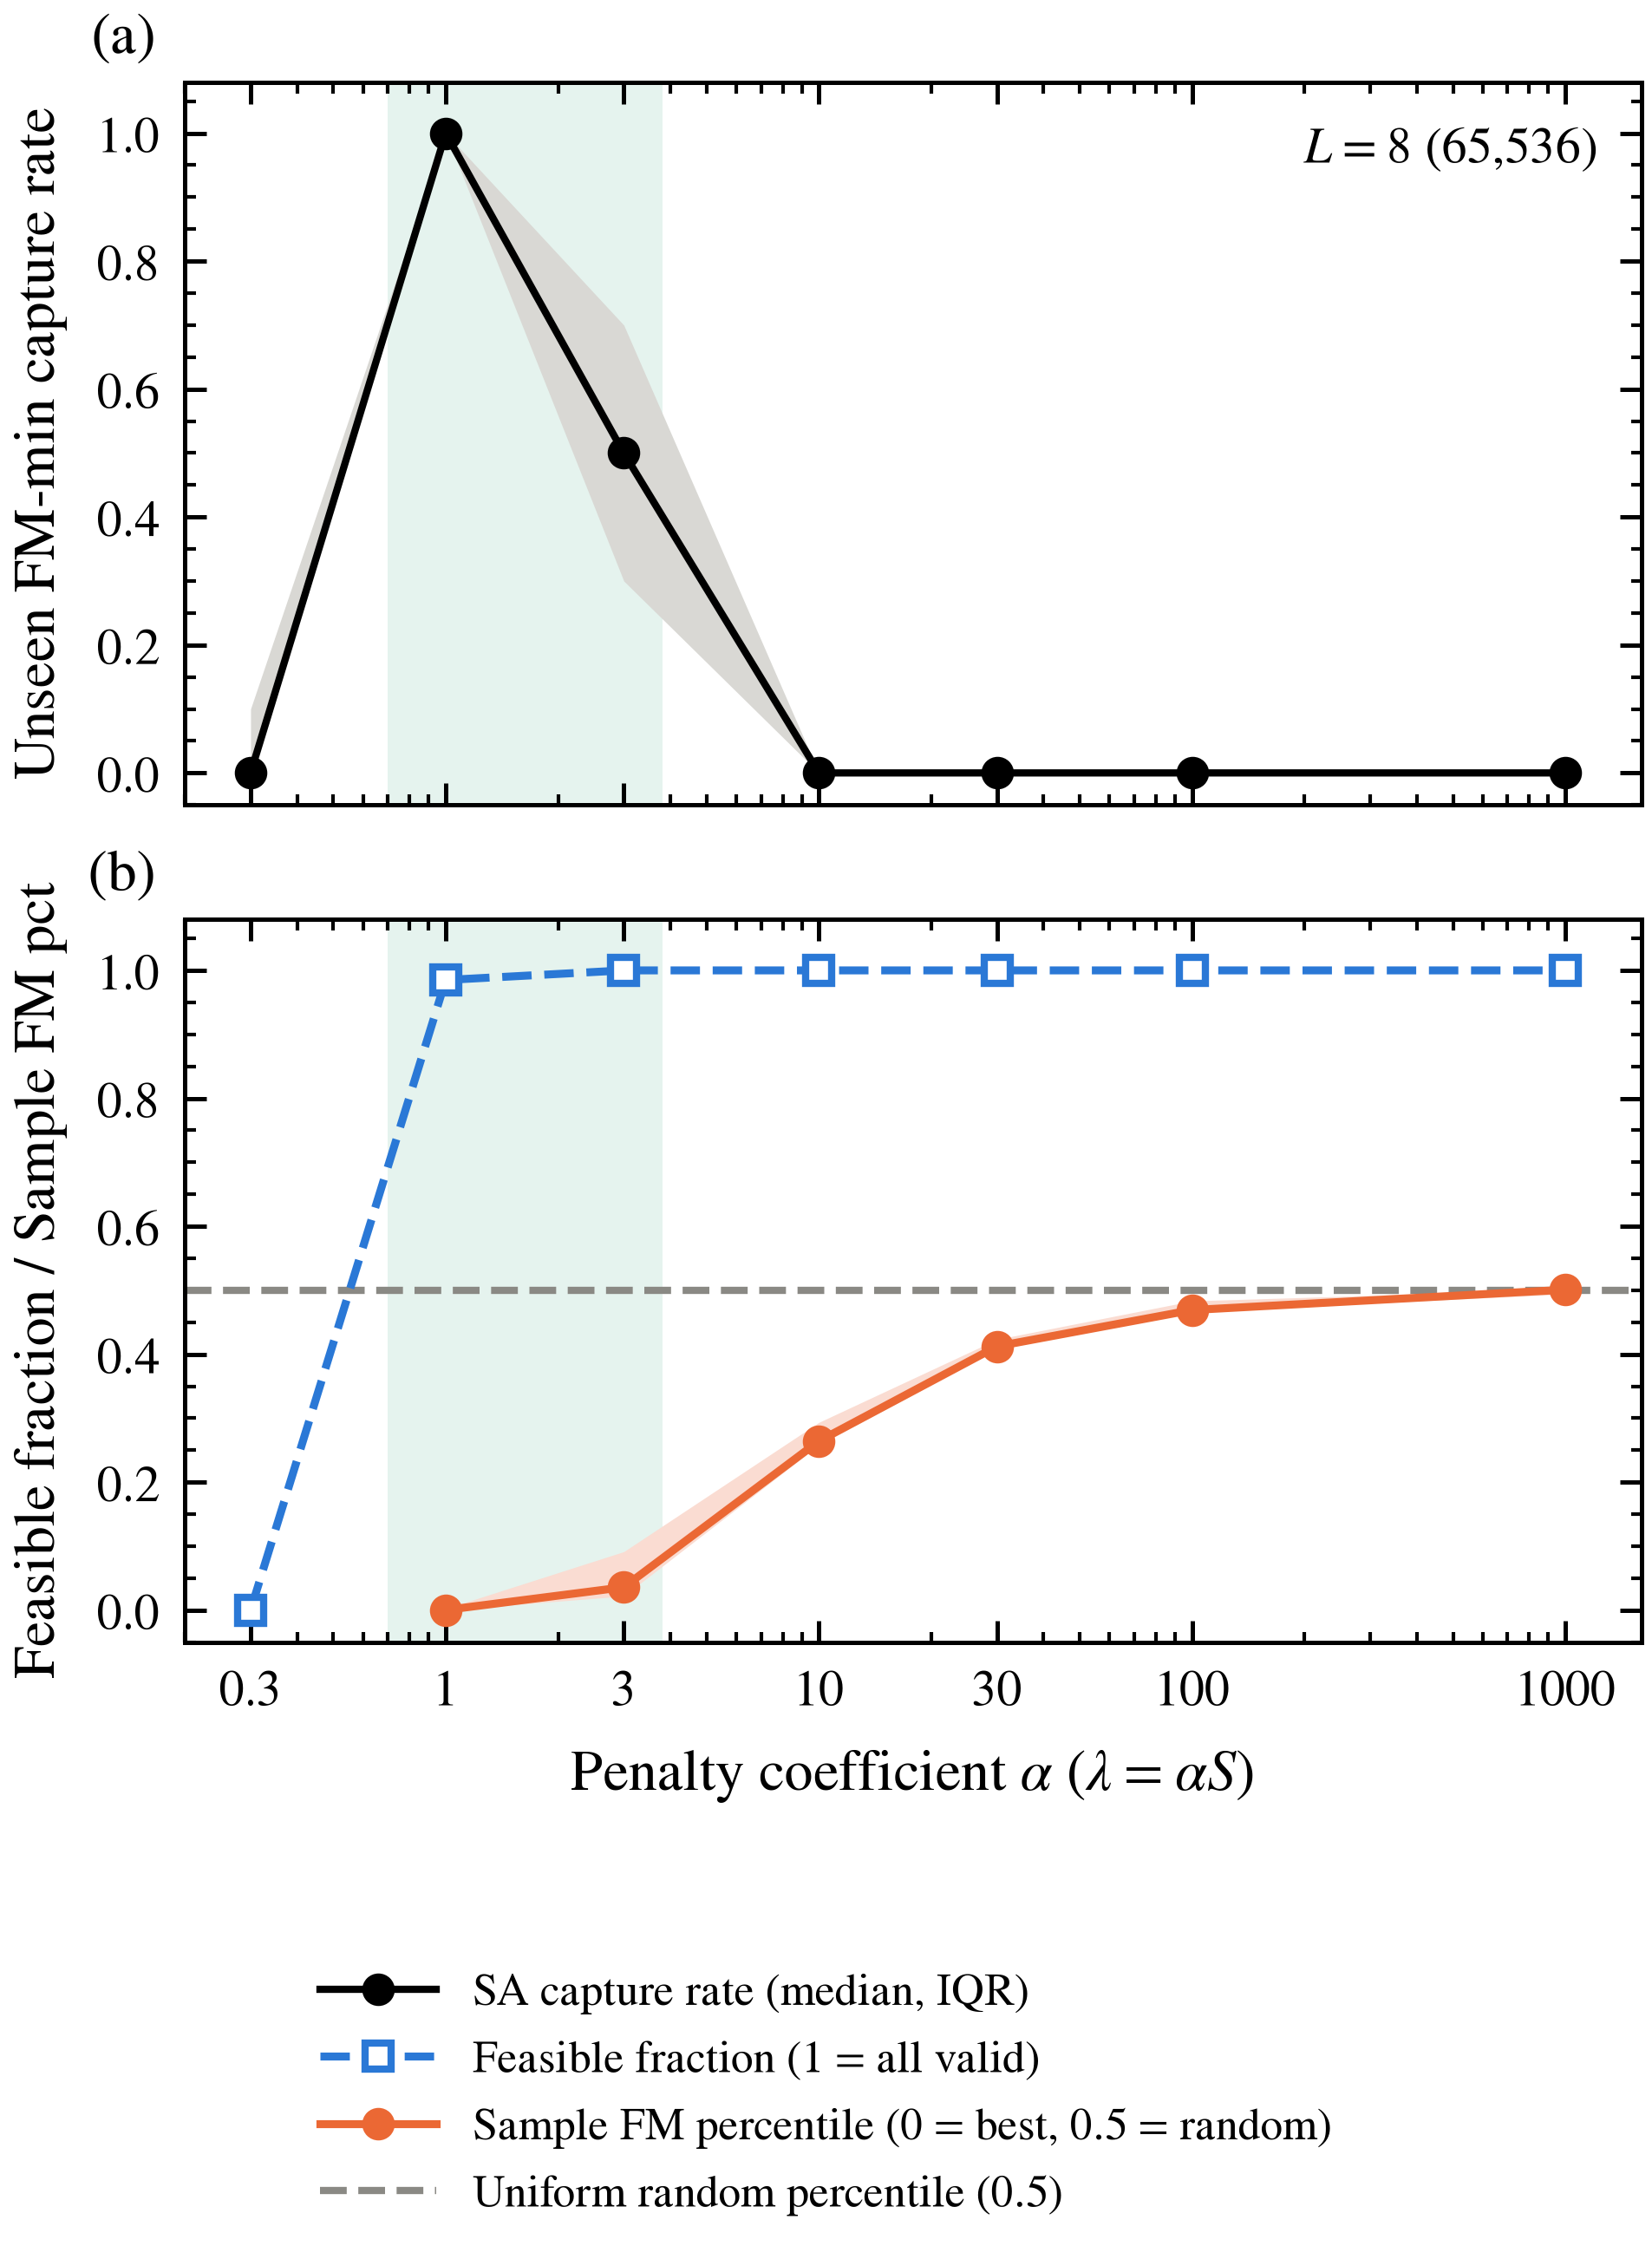 (a)
Unseen FM-min capture rate
1.0
0.8
0.6
0.4
0.2
0.0
L = 8 (65,536)
(b)
Feasible fraction / Sample FM pct
1.0
0.8
0.6
0.4
0.2
0.0
0.3 1 3 10 30 100 1000
Penalty coefficient α (λ = αS)
SA capture rate (median, IQR)
Feasible fraction (1 = all valid)
Sample FM percentile (0 = best, 0.5 = random)
Uniform random percentile (0.5)